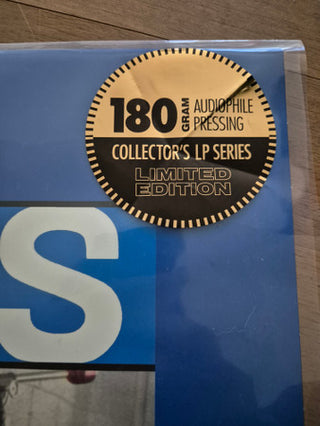 180 GRAM AUDIOPHILE
PRESSING
COLLECTOR'S LP SERIES
LIMITED
EDITION
S